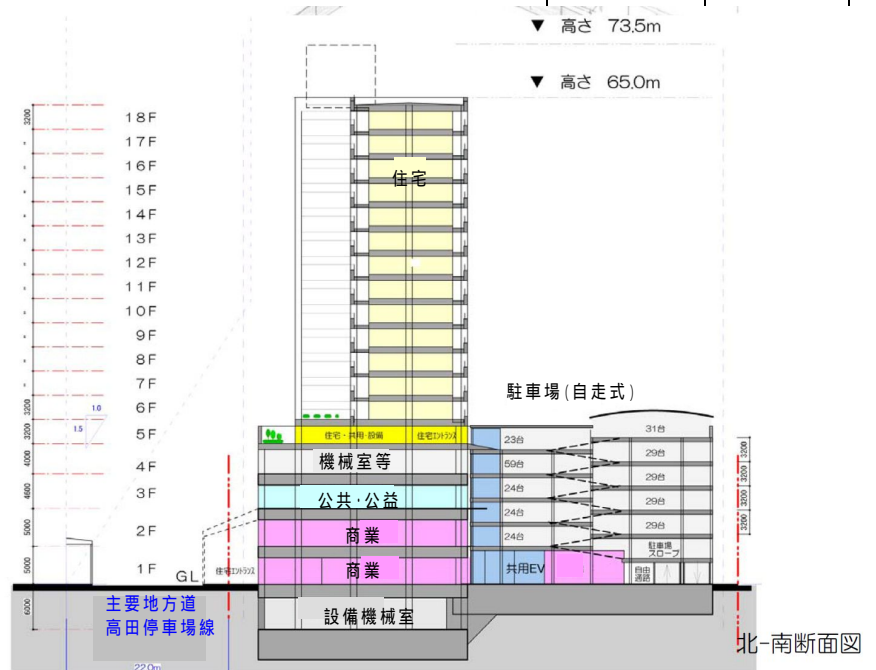 ▼ 高さ 73.5m
▼ 高さ 65.0m
3200
18F
17F
16F
15F
14F
13F
12F
11F
10F
9F
8F
7F
6F
5F
4F
3F
2F
1F
3200
3200
4000
4600
5000
5000
6000
1.0
1.5
GL
住宅
住宅・共用・設備
住宅エントランス
機械室等
公共・公益
商業
商業
住宅エントランス
設備機械室
駐車場(自走式)
23台
59台
24台
24台
24台
共用EV
31台
29台
29台
29台
29台
駐車場
スロープ
自由
通路
3200
3200
3200
3200
主要地方道
高田停車場線
22.0m
北-南断面図